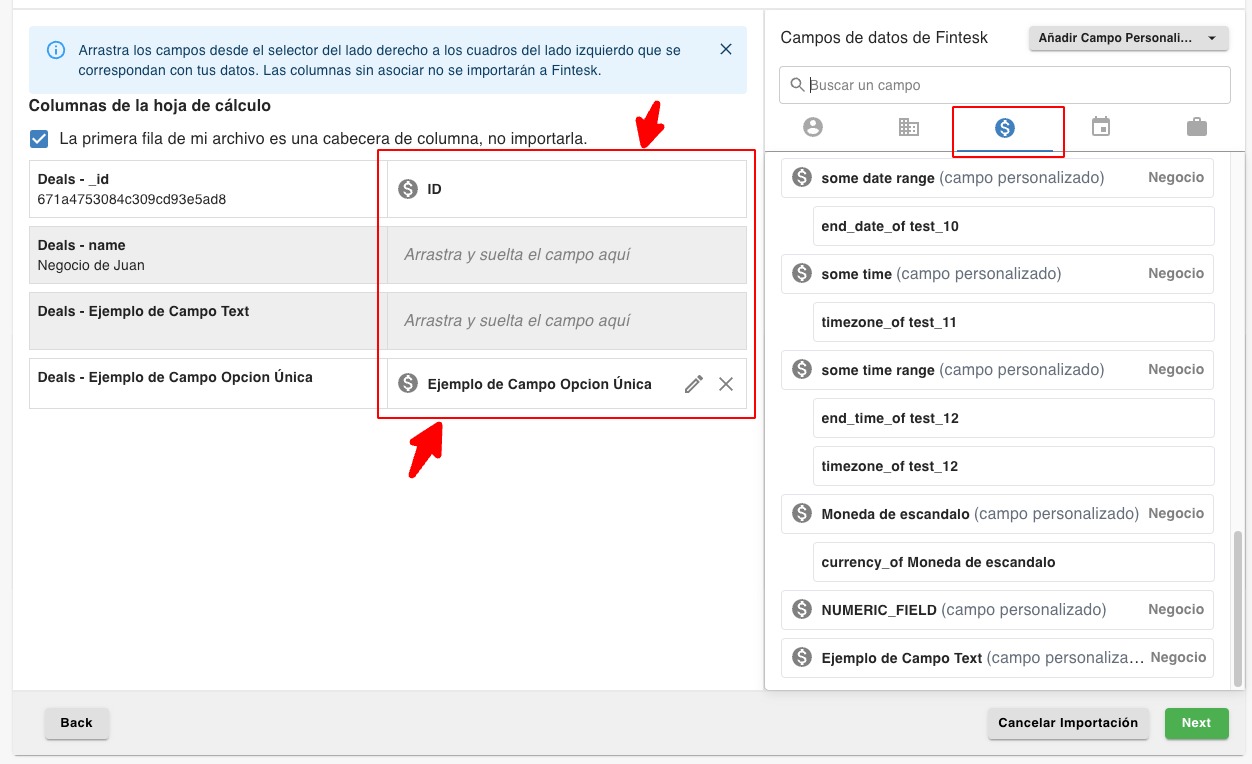 Arrastra los campos desde el selector del lado derecho a los cuadros del lado izquierdo que se
correspondan con tus datos. Las columnas sin asociar no se importarán a Fintesk.
Columnas de la hoja de cálculo
La primera fila de mi archivo es una cabecera de columna, no importarla.
Deals - _id
671a4753084c309cd93e5ad8
ID
Deals - name
Negocio de Juan
Arrastra y suelta el campo aquí
Deals - Ejemplo de Campo Text
Arrastra y suelta el campo aquí
Deals - Ejemplo de Campo Opcion Única
Ejemplo de Campo Opcion Única
Campos de datos de Fintesk
Añadir Campo Personali...
Buscar un campo
some date range (campo personalizado) Negocio
end_date_of test_10
some time (campo personalizado) Negocio
timezone_of test_11
some time range (campo personalizado) Negocio
end_time_of test_12
timezone_of test_12
Moneda de escandalo (campo personalizado) Negocio
currency_of Moneda de escandalo
NUMERIC_FIELD (campo personalizado) Negocio
Ejemplo de Campo Text (campo personaliza... Negocio
Back
Cancelar Importación
Next